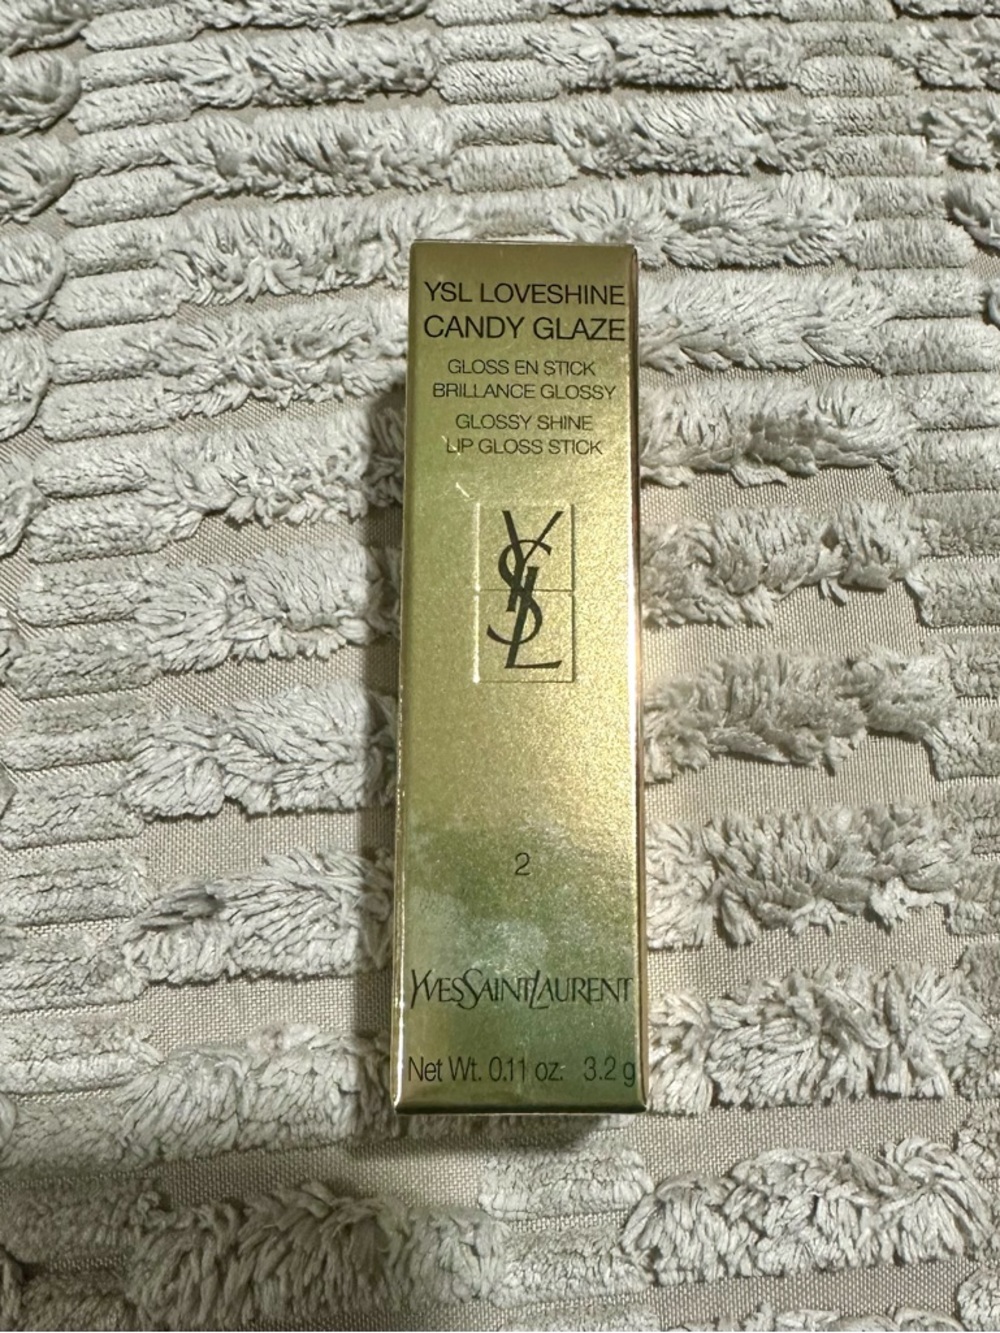 YSL LOVESHINE
CANDY GLAZE
GLOSS EN STICK
BRILLANCE GLOSSY
GLOSSY SHINE
LIP GLOSS STICK
YSL
2
YVESSAINTLAURENT
Net Wt. 0.11 oz. 3.2 g